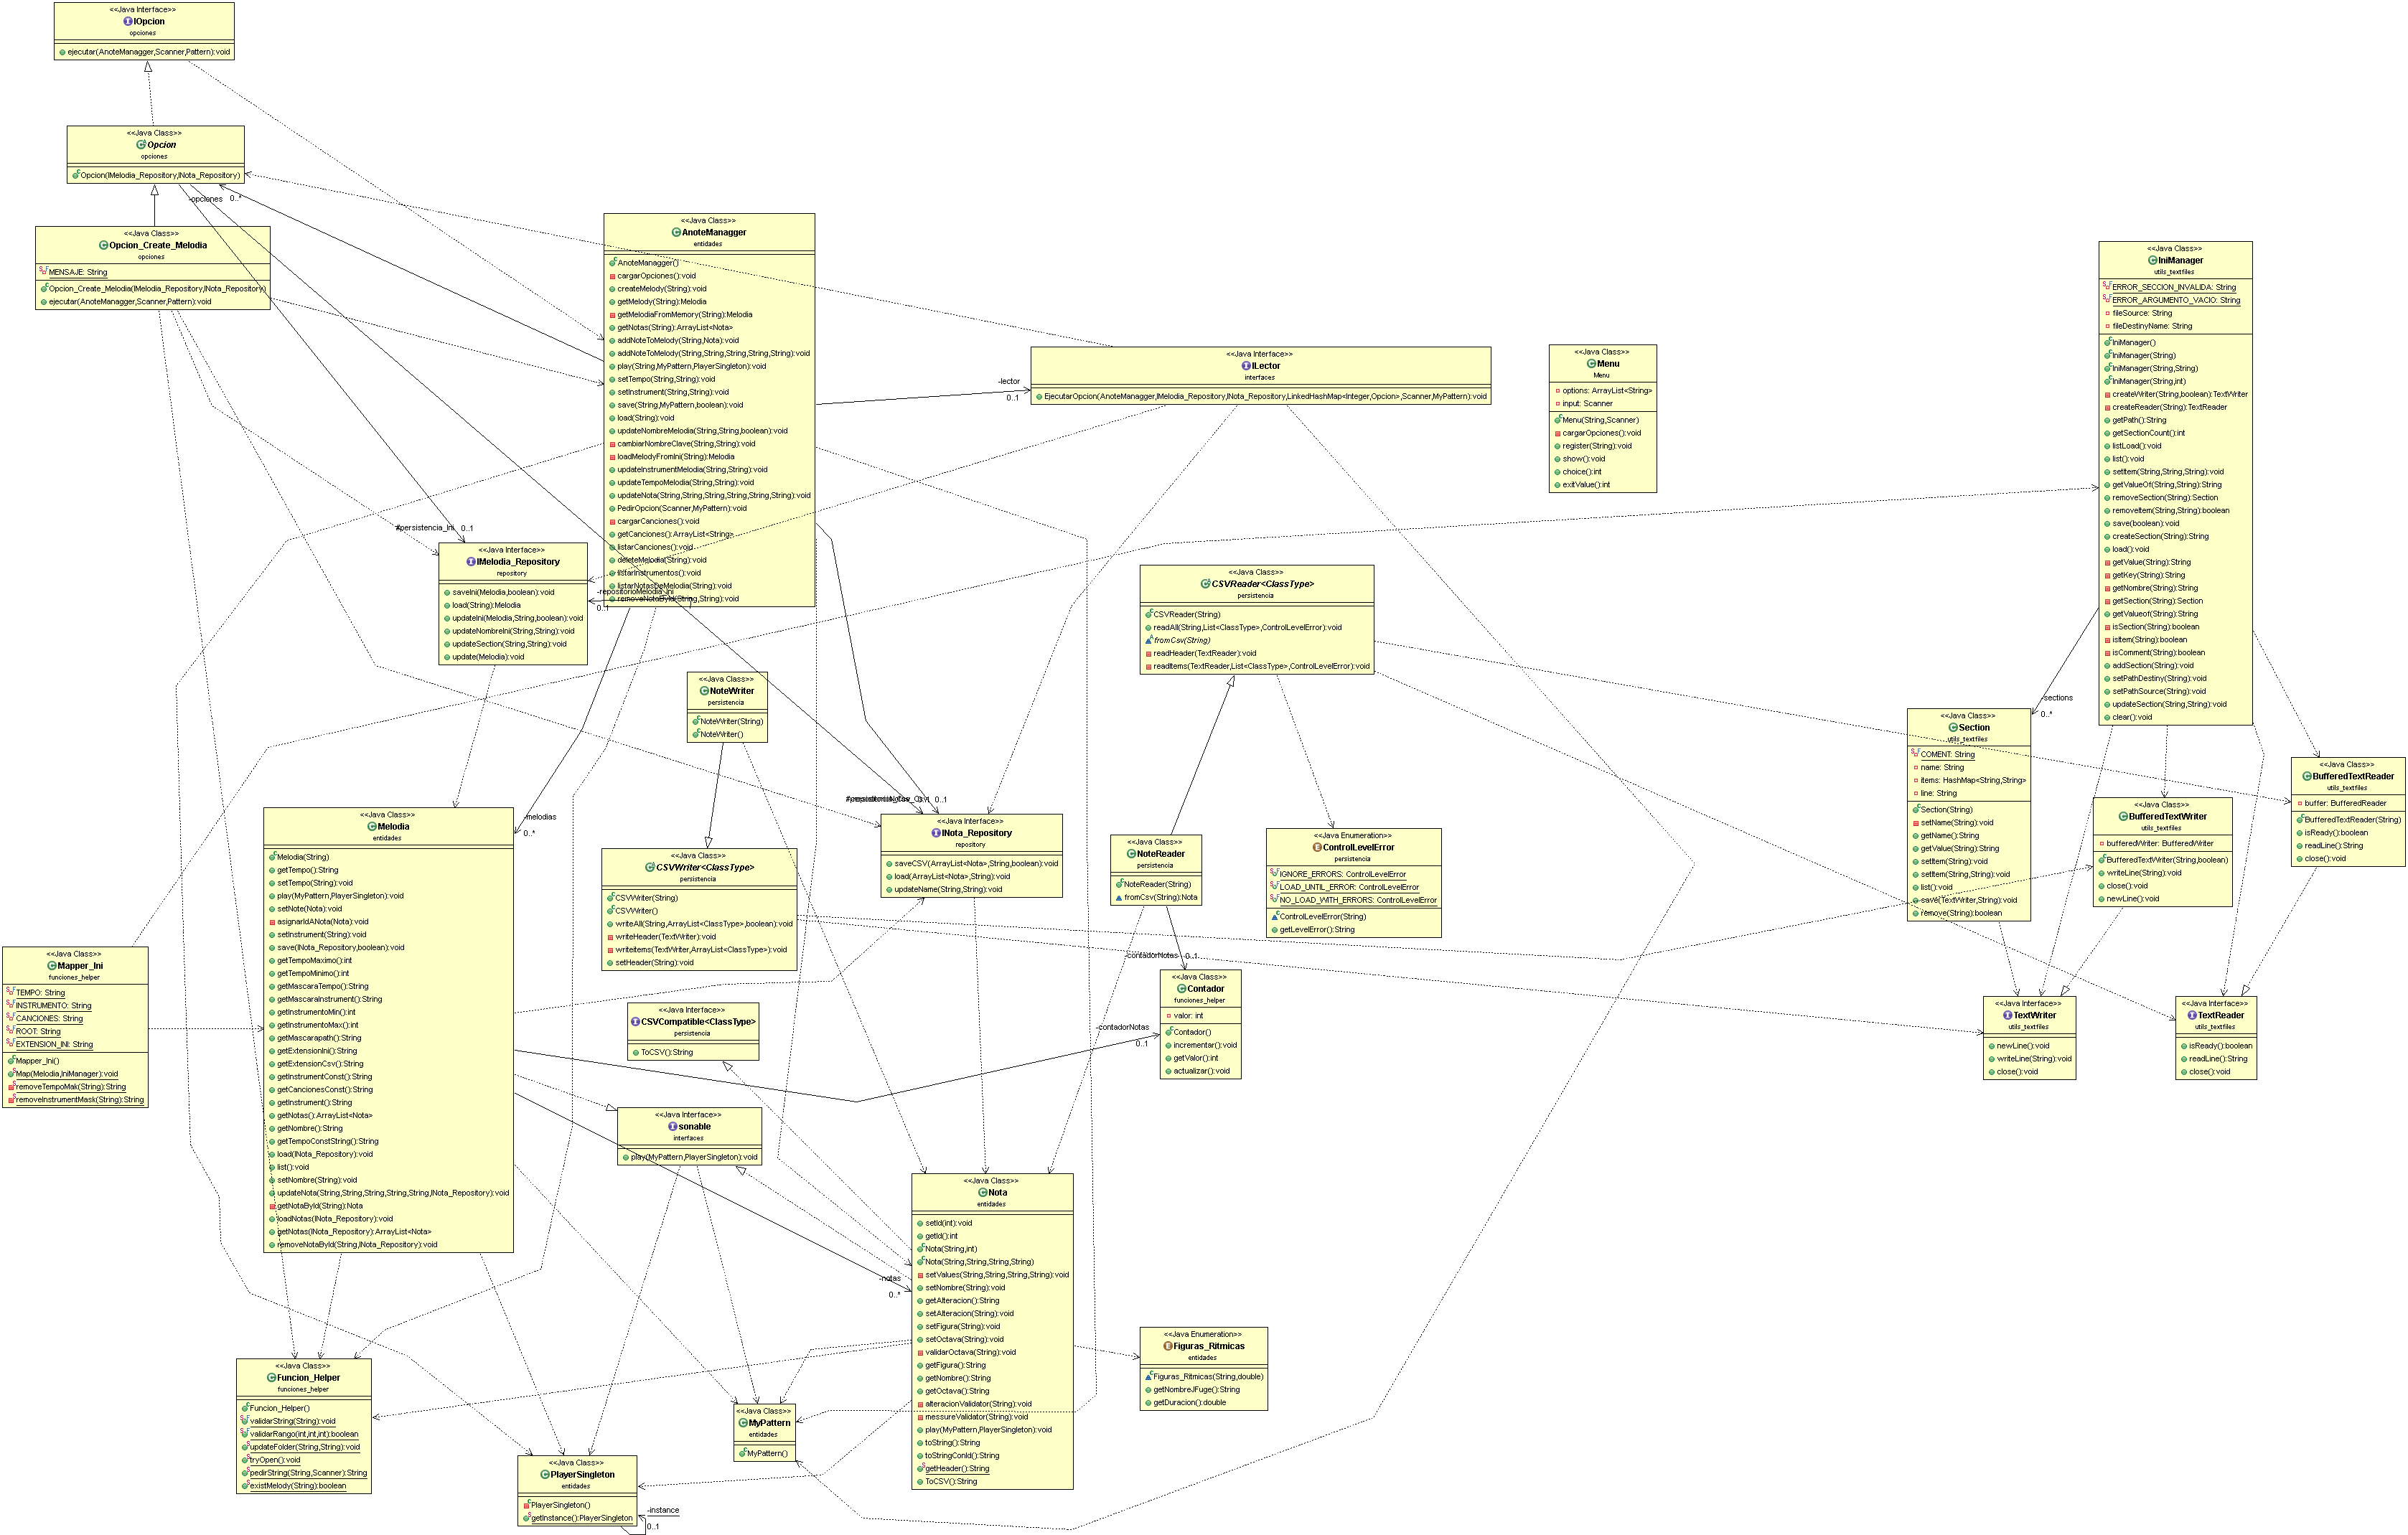 <<Java Interface>>
IOpcion
opciones
ejecutar(AnoteManagger,Scanner,Pattern):void
<<Java Class>>
Opcion
opciones
Opcion(IMelodia_Repository,INota_Repository)
-opciones
0..*
<<Java Class>>
Opcion_Create_Melodia
opciones
MENSAJE: String
Opcion_Create_Melodia(IMelodia_Repository,INota_Repository)
ejecutar(AnoteManagger,Scanner,Pattern):void
<<Java Class>>
AnoteManagger
entidades
AnoteManagger()
cargarOpciones():void
createMelody(String):void
getMelody(String):Melodia
getMelodiaFromMemory(String):Melodia
getNotas(String):ArrayList<Nota>
addNoteToMelody(String,Nota):void
addNoteToMelody(String,String,String,String,String):void
play(String,MyPattern,PlayerSingleton):void
setTempo(String,String):void
setInstrument(String,String):void
save(String,MyPattern,boolean):void
load(String):void
updateNombreMelodia(String,String,boolean):void
cambiarNombreClave(String,String):void
loadMelodyFromIni(String):Melodia
updateInstrumentMelodia(String,String):void
updateTempoMelodia(String,String):void
updateNota(String,String,String,String,String,String):void
PedirOpcion(Scanner,MyPattern):void
cargarCanciones():void
getCanciones():ArrayList<String>
listarCanciones():void
deleteMelodia(String):void
listarInstrumentos():void
listarNotasDeMelodia(String):void
removeNotaById(String,String):void
-lector
0..1
<<Java Interface>>
ILector
interfaces
EjecutarOpcion(AnoteManagger,IMelodia_Repository,INota_Repository,LinkedHashMap<Integer,Opcion>,Scanner,MyPattern):void
<<Java Class>>
Menu
Menu
options: ArrayList<String>
input: Scanner
Menu(String,Scanner)
cargarOpciones():void
register(String):void
show():void
choice():int
exitValue():int
<<Java Class>>
IniManager
utils_textfiles
ERROR_SECCION_INVALIDA: String
ERROR_ARGUMENTO_VACIO: String
fileSource: String
fileDestinyName: String
IniManager()
IniManager(String)
IniManager(String,String)
IniManager(String,int)
createWriter(String,boolean):TextWriter
createReader(String):TextReader
getPath():String
getSectionCount():int
listLoad():void
list():void
setItem(String,String,String):void
getValueOf(String,String):String
removeSection(String):Section
removeItem(String,String):boolean
save(boolean):void
createSection(String):String
load():void
getValue(String):String
getKey(String):String
getNombre(String):String
getSection(String):Section
getValueof(String):String
isSection(String):boolean
isItem(String):boolean
isComment(String):boolean
addSection(String):void
setPathDestiny(String):void
setPathSource(String):void
updateSection(String,String):void
clear():void
#persistencia_Ini
0..1
<<Java Interface>>
IMelodia_Repository
repository
saveIni(Melodia,boolean):void
load(String):Melodia
updateIni(Melodia,String,boolean):void
updateNombreIni(String,String):void
updateSection(String,String):void
update(Melodia):void
-repositorioMelodia_Ini
0..1
<<Java Class>>
CSVReader<ClassType>
persistencia
CSVReader(String)
readAll(String,List<ClassType>,ControlLevelError):void
fromCsv(String)
readHeader(TextReader):void
readItems(TextReader,List<ClassType>,ControlLevelError):void
<<Java Class>>
NoteWriter
persistencia
NoteWriter(String)
NoteWriter()
-sections
0..*
<<Java Class>>
Section
utils_textfiles
COMENT: String
name: String
items: HashMap<String,String>
line: String
Section(String)
setName(String):void
getName():String
getValue(String):String
setItem(String):void
setItem(String,String):void
list():void
save(TextWriter,String):void
remove(String):boolean
<<Java Class>>
BufferedTextReader
utils_textfiles
buffer: BufferedReader
BufferedTextReader(String)
isReady():boolean
readLine():String
close():void
<<Java Class>>
BufferedTextWriter
utils_textfiles
bufferedWriter: BufferedWriter
BufferedTextWriter(String,boolean)
writeLine(String):void
close():void
newLine():void
-melodias
0..*
<<Java Class>>
Melodia
entidades
Melodia(String)
getTempo():String
setTempo(String):void
play(MyPattern,PlayerSingleton):void
setNote(Nota):void
asignarIdANota(Nota):void
setInstrument(String):void
save(INota_Repository,boolean):void
getTempoMaximo():int
getTempoMinimo():int
getMascaraTempo():String
getMascaraInstrument():String
getInstrumentoMin():int
getInstrumentoMax():int
getMascarapath():String
getExtensionIni():String
getExtensionCsv():String
getInstrumentConst():String
getCancionesConst():String
getInstrument():String
getNotas():ArrayList<Nota>
getNombre():String
getTempoConstString():String
load(INota_Repository):void
list():void
setNombre(String):void
updateNota(String,String,String,String,String,INota_Repository):void
getNotaById(String):Nota
loadNotas(INota_Repository):void
getNotas(INota_Repository):ArrayList<Nota>
removeNotaById(String,INota_Repository):void
<<Java Class>>
CSVWriter<ClassType>
persistencia
CSVWriter(String)
CSVWriter()
writeAll(String,ArrayList<ClassType>,boolean):void
writeHeader(TextWriter):void
writeitems(TextWriter,ArrayList<ClassType>):void
setHeader(String):void
0..1
0..1
<<Java Interface>>
INota_Repository
repository
saveCSV(ArrayList<Nota>,String,boolean):void
load(ArrayList<Nota>,String):void
updateName(String,String):void
<<Java Class>>
NoteReader
persistencia
NoteReader(String)
fromCsv(String):Nota
<<Java Enumeration>>
ControlLevelError
persistencia
IGNORE_ERRORS: ControlLevelError
LOAD_UNTIL_ERROR: ControlLevelError
NO_LOAD_WITH_ERRORS: ControlLevelError
ControlLevelError(String)
getLevelError():String
<<Java Class>>
Mapper_Ini
funciones_helper
TEMPO: String
INSTRUMENTO: String
CANCIONES: String
ROOT: String
EXTENSION_INI: String
Mapper_Ini()
Map(Melodia,IniManager):void
removeTempoMak(String):String
removeInstrumentMask(String):String
-contadorNotas
0..1
<<Java Class>>
Contador
funciones_helper
valor: int
Contador()
incrementar():void
getValor():int
actualizar():void
-contadorNotas
0..1
<<Java Interface>>
CSVCompatible<ClassType>
persistencia
ToCSV():String
<<Java Interface>>
TextWriter
utils_textfiles
newLine():void
writeLine(String):void
close():void
<<Java Interface>>
TextReader
utils_textfiles
isReady():boolean
readLine():String
close():void
<<Java Interface>>
sonable
interfaces
play(MyPattern,PlayerSingleton):void
-notas
0..*
<<Java Class>>
Nota
entidades
setId(int):void
getId():int
Nota(String,int)
Nota(String,String,String,String)
setValues(String,String,String,String):void
setNombre(String):void
getAlteracion():String
setAlteracion(String):void
setFigura(String):void
setOctava(String):void
validarOctava(String):void
getFigura():String
getNombre():String
getOctava():String
alteracionValidator(String):void
messureValidator(String):void
play(MyPattern,PlayerSingleton):void
toString():String
toStringConId():String
getHeader():String
ToCSV():String
<<Java Enumeration>>
Figuras_Ritmicas
entidades
Figuras_Ritmicas(String,double)
getNombreJFuge():String
getDuracion():double
<<Java Class>>
Funcion_Helper
funciones_helper
Funcion_Helper()
validarString(String):void
validarRango(int,int,int):boolean
updateFolder(String,String):void
tryOpen():void
pedirString(String,Scanner):String
existMelody(String):boolean
<<Java Class>>
MyPattern
entidades
MyPattern()
<<Java Class>>
PlayerSingleton
entidades
PlayerSingleton()
getInstance():PlayerSingleton
-instance
0..1